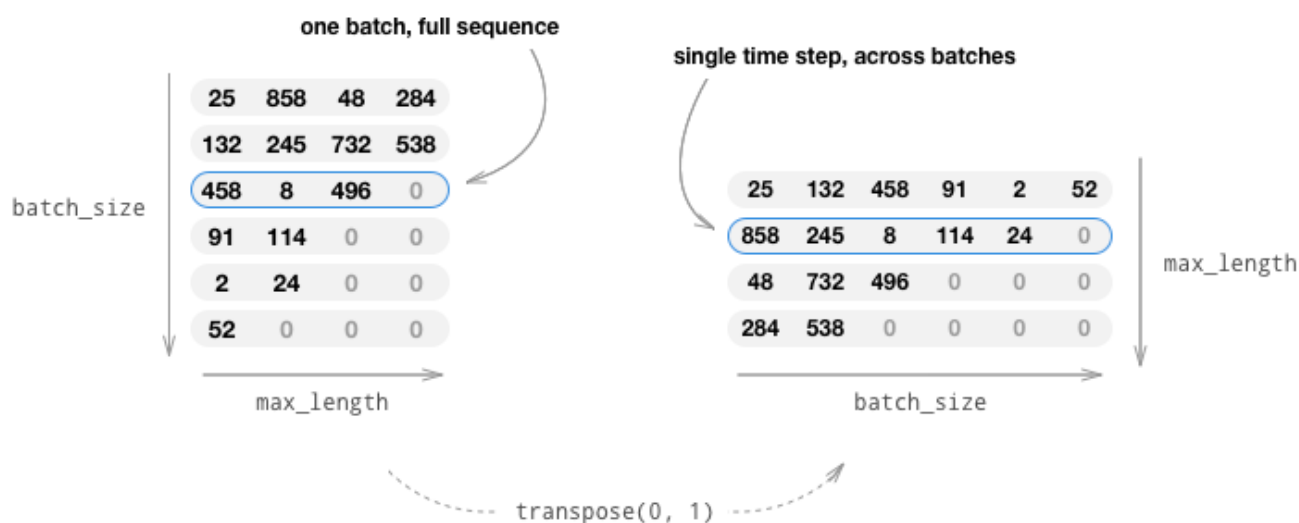 one batch, full sequence
single time step, across batches
25 858 48 284
132 245 732 538
458 8 496 0
91 114 0 0
2 24 0 0
52 0 0 0
batch_size
max_length
25 132 458 91 2 52
858 245 8 114 24 0
48 732 496 0 0 0
284 538 0 0 0 0
max_length
batch_size
transpose(0, 1)